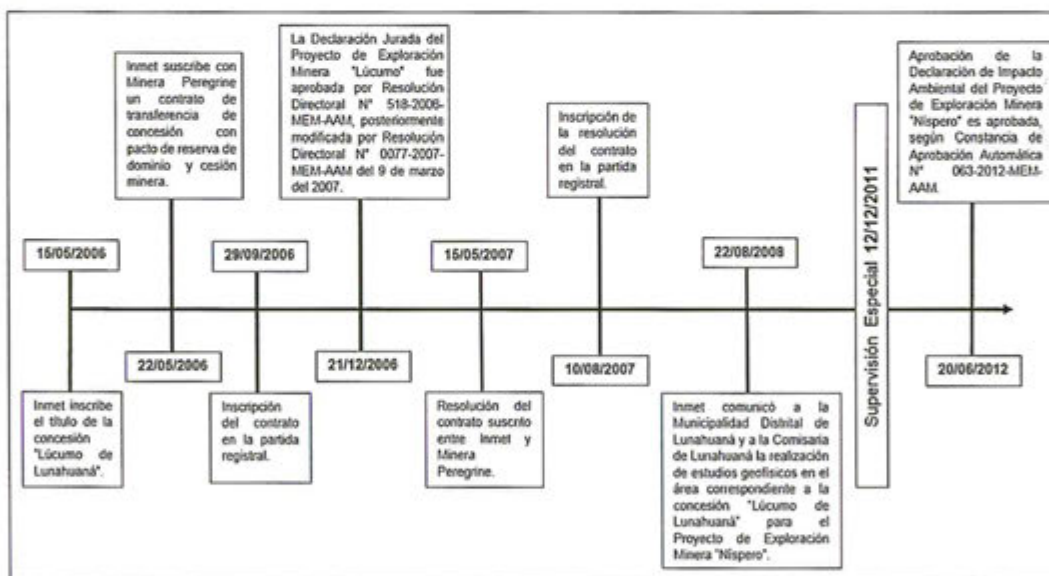 Inmet suscribe con
Minera Peregrine
un contrato de
transferencia de
concesión con
pacto de reserva de
dominio y cesión
minera.
La Declaración Jurada del
Proyecto de Exploración
Minera "Lúcumo" fue
aprobada por Resolución
Directoral N° 518-2006-
MEM-AAM, posteriormente
modificada por Resolución
Directoral N° 0077-2007-
MEM-AAM del 9 de marzo
del 2007.
Inscripción de
la resolución
del contrato
en la partida
registral.
Aprobación de la
Declaración de Impacto
Ambiental del Proyecto
de Exploración Minera
"Níspero" es aprobada,
según Constancia de
Aprobación Automática
N° 063-2012-MEM-
AAM.
15/05/2006
29/09/2006
15/05/2007
22/08/2008
Supervisión Especial 12/12/2011
22/05/2006
21/12/2006
10/08/2007
20/06/2012
Inmet inscribe
el título de la
concesión
"Lúcumo de
Lunahuaná".
Inscripción
del contrato
en la partida
registral.
Resolución del
contrato suscrito
entre Inmet y
Minera
Peregrine.
Inmet comunicó a la
Municipalidad Distrital de
Lunahuaná y a la Comisaria
de Lunahuaná la realización
de estudios geofísicos en el
área correspondiente a la
concesión "Lúcumo de
Lunahuaná" para el
Proyecto de Exploración
Minera "Níspero".